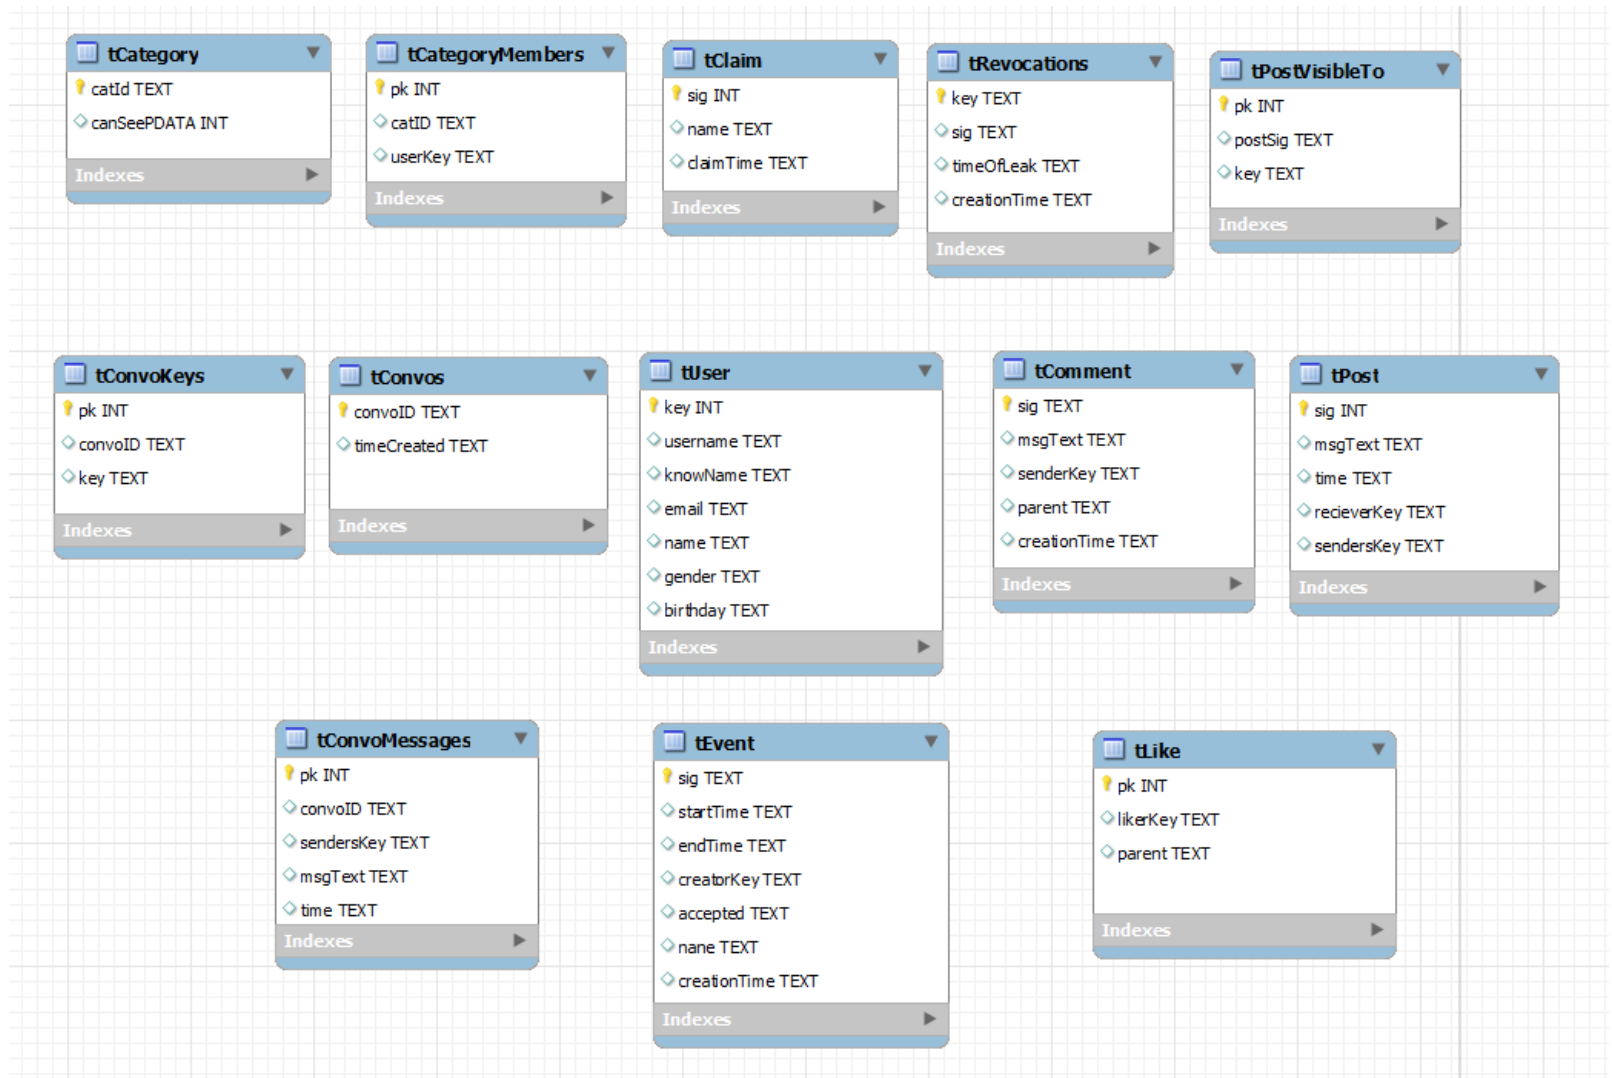 tCategory
catId TEXT
canSeePDATA INT
Indexes
tCategoryMembers
pk INT
catID TEXT
userKey TEXT
Indexes
tClaim
sig INT
name TEXT
claimTime TEXT
Indexes
tRevocations
key TEXT
sig TEXT
timeOfLeak TEXT
creationTime TEXT
Indexes
tPostVisibleTo
pk INT
postSig TEXT
key TEXT
Indexes
tConvoKeys
pk INT
convoID TEXT
key TEXT
Indexes
tConvos
convoID TEXT
timeCreated TEXT
Indexes
tUser
key INT
username TEXT
knowName TEXT
email TEXT
name TEXT
gender TEXT
birthday TEXT
Indexes
tComment
sig TEXT
msgText TEXT
senderKey TEXT
parent TEXT
creationTime TEXT
Indexes
tPost
sig INT
msgText TEXT
time TEXT
recieverKey TEXT
sendersKey TEXT
Indexes
tConvoMessages
pk INT
convoID TEXT
sendersKey TEXT
msgText TEXT
time TEXT
Indexes
tEvent
sig TEXT
startTime TEXT
endTime TEXT
creatorKey TEXT
accepted TEXT
nane TEXT
creationTime TEXT
Indexes
tLike
pk INT
likerKey TEXT
parent TEXT
Indexes